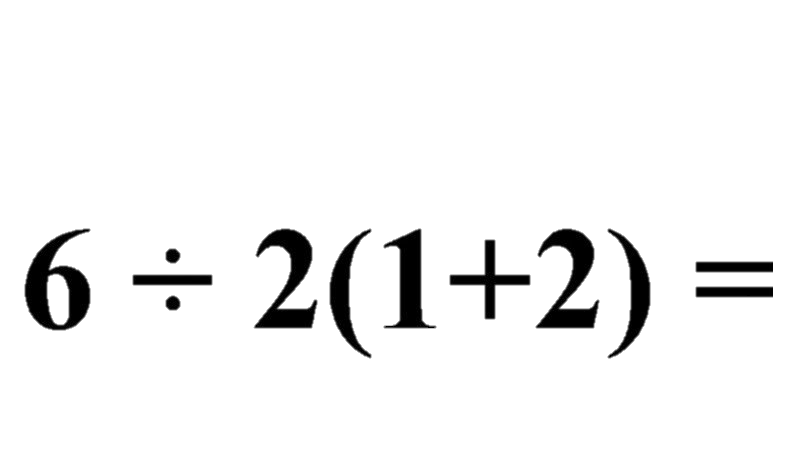 6 ÷ 2(1+2) =